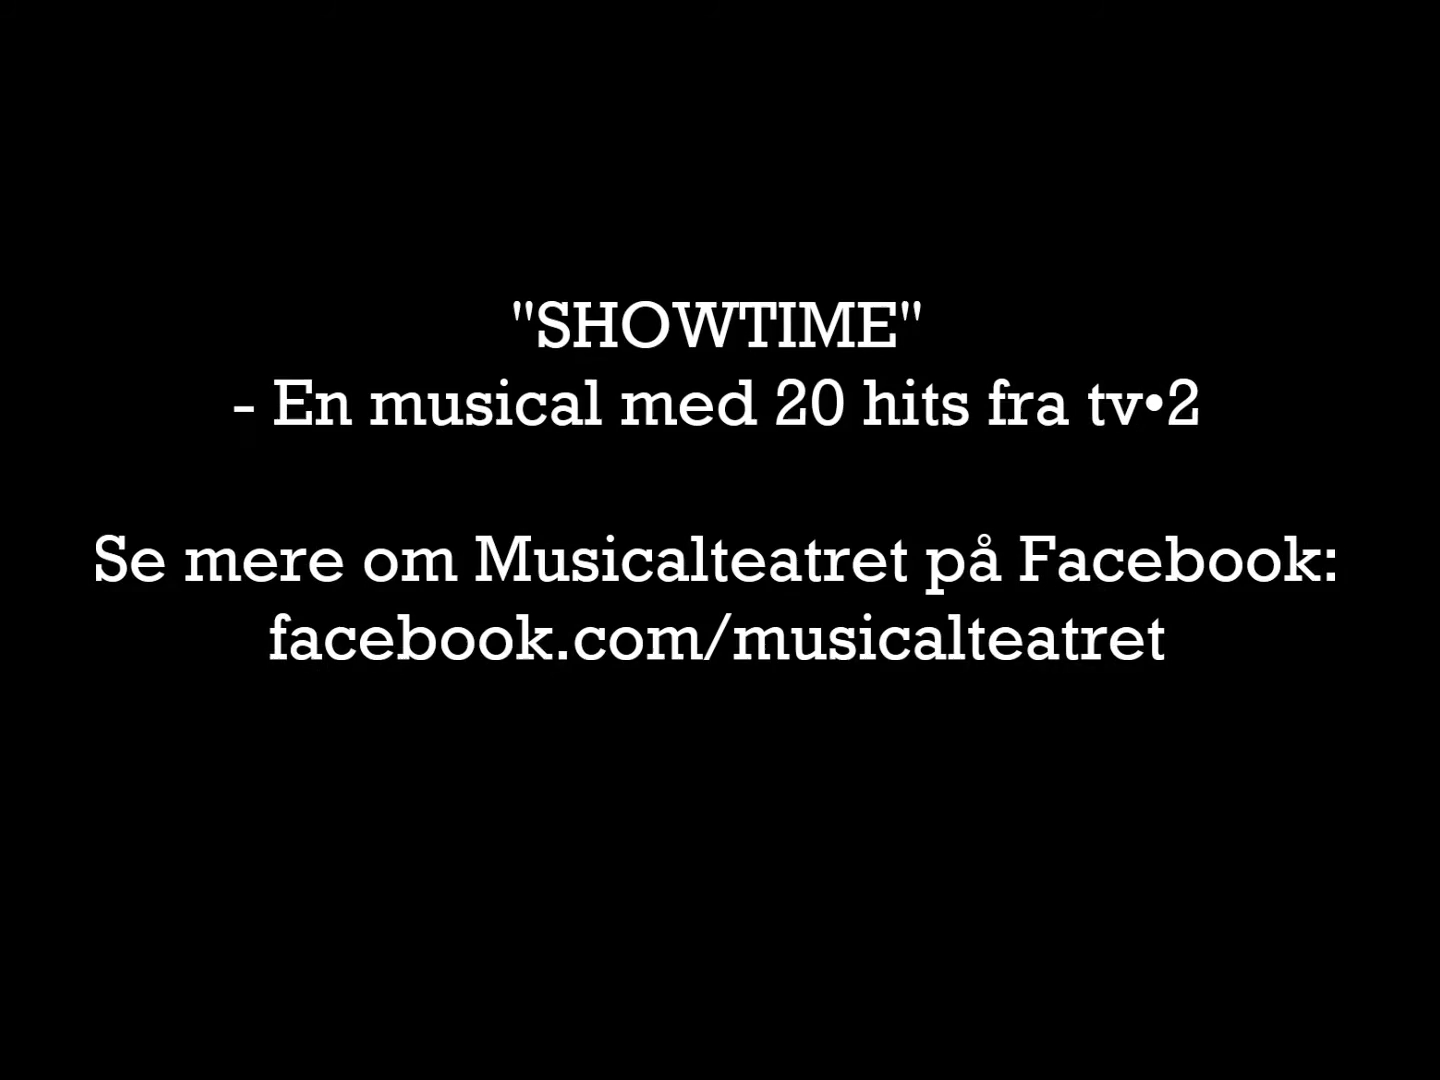 "SHOWTIME"
- En musical med 20 hits fra tv•2
Se mere om Musicalteatret på Facebook:
facebook.com/musicalteatret